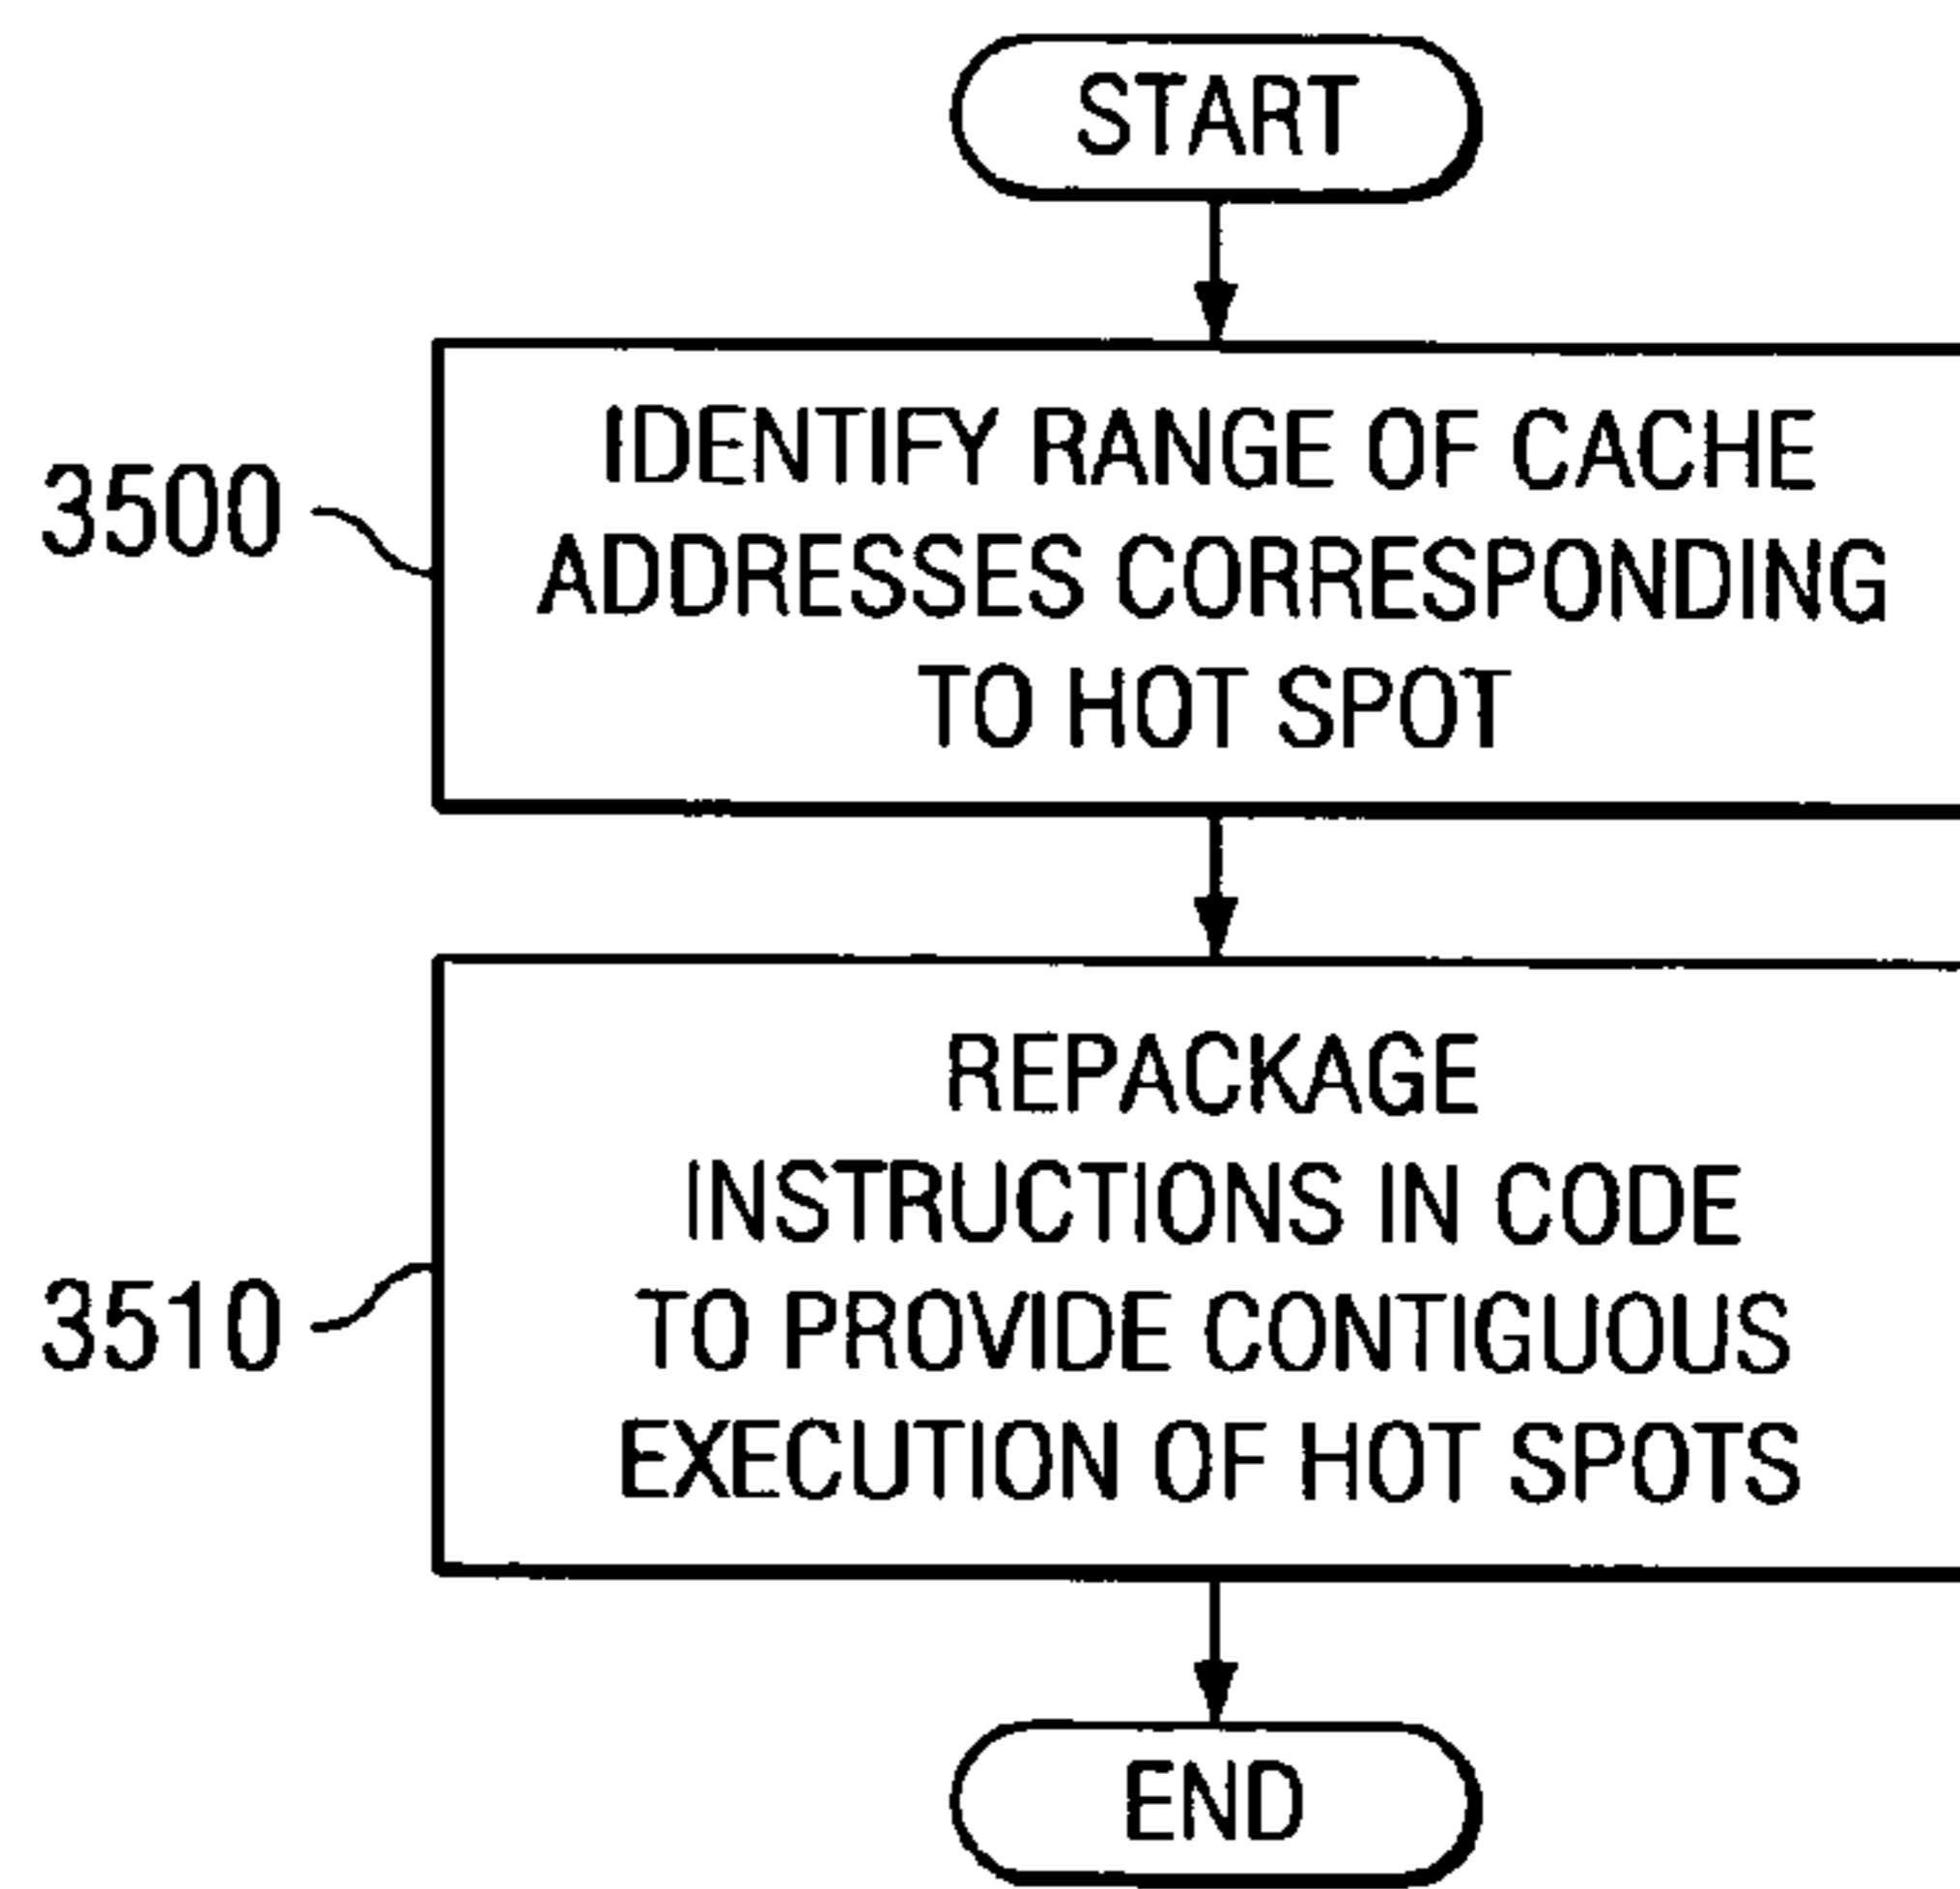 START
3500
IDENTIFY RANGE OF CACHE
ADDRESSES CORRESPONDING
TO HOT SPOT
3510
REPACKAGE
INSTRUCTIONS IN CODE
TO PROVIDE CONTIGUOUS
EXECUTION OF HOT SPOTS
END